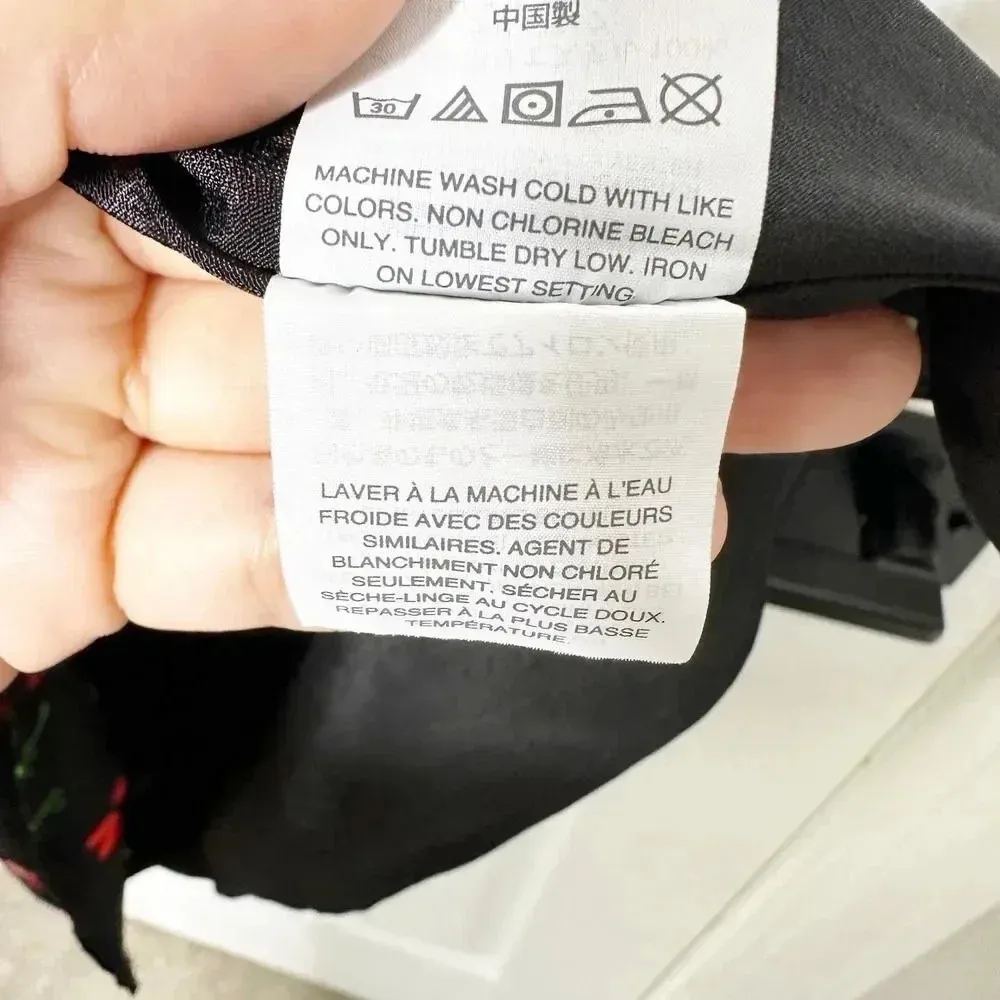 中国製
30
MACHINE WASH COLD WITH LIKE
COLORS. NON CHLORINE BLEACH
ONLY. TUMBLE DRY LOW. IRON
ON LOWEST SETTING
LAVER À LA MACHINE À L'EAU
FROIDE AVEC DES COULEURS
SIMILAIRES. AGENT DE
BLANCHIMENT NON CHLORÉ
SEULEMENT. SÉCHER AU
SÈCHE-LINGE AU CYCLE DOUX.
REPASSER À LA PLUS BASSE
TEMPÉRATURE.